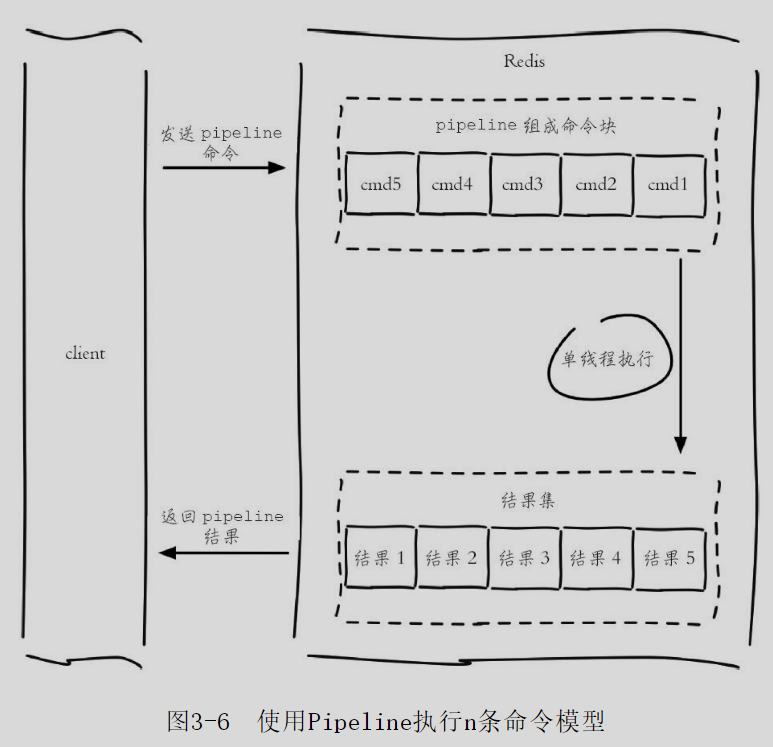 Redis
pipeline 组成命令块
发送 pipeline
命令
cmd5 cmd4 cmd3 cmd2 cmd1
client
单线程执行
结果集
返回 pipeline
结果
结果 1 结果 2 结果 3 结果 4 结果 5
图3-6 使用Pipeline执行n条命令模型